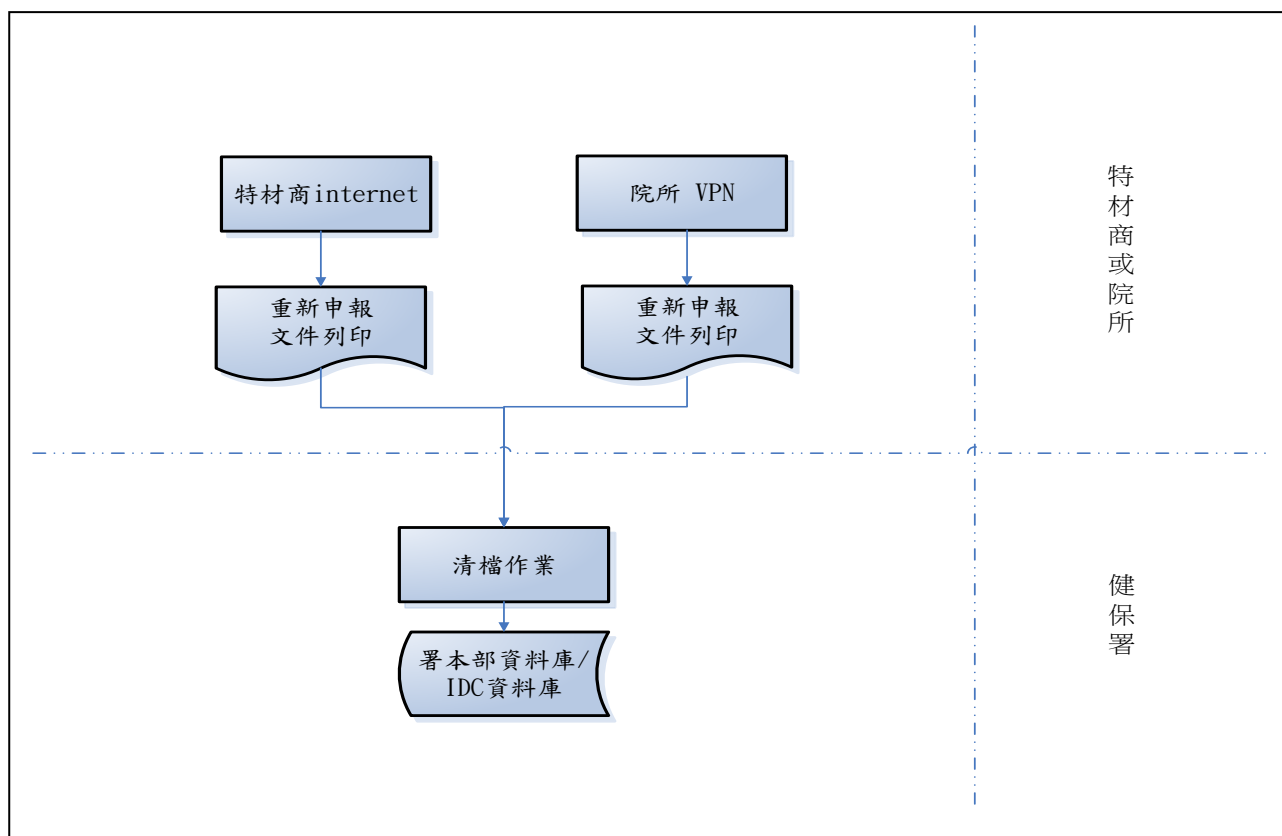 特材商internet
院所 VPN
重新申報
文件列印
重新申報
文件列印
特材商或院所
清檔作業
署本部資料庫/
IDC資料庫
健保署